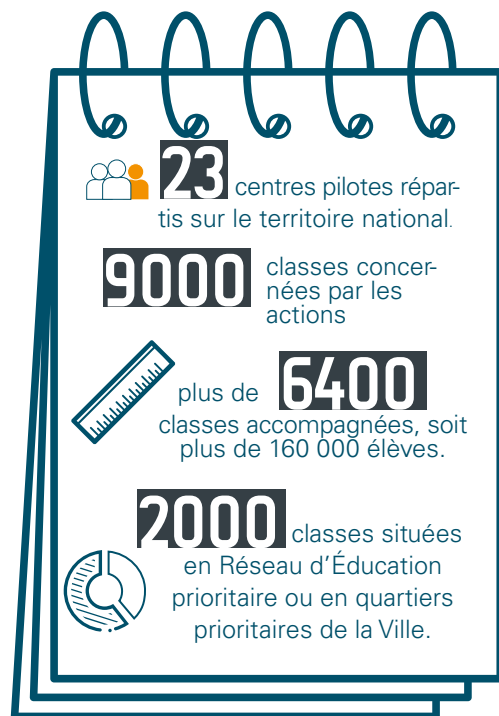 23 centres pilotes répar-
tis sur le territoire national.
9000 classes concer-
nées par les
actions
plus de 6400
classes accompagnées, soit
plus de 160 000 élèves.
2000 classes situées
en Réseau d’Éducation
prioritaire ou en quartiers
prioritaires de la Ville.